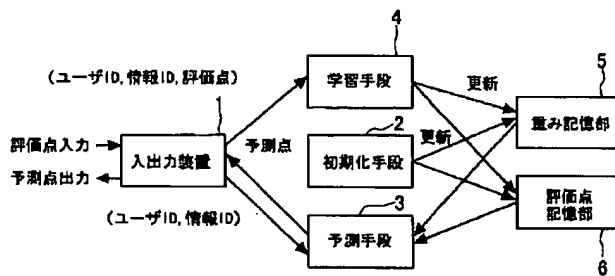 4
(ユーザID,情報ID,評価点)
学習手段
更新
5
評価点入力
予測点出力
入出力装置
予測点
2
初期化手段
更新
重み記憶部
(ユーザID,情報ID)
3
予測手段
評価点
記憶部
6